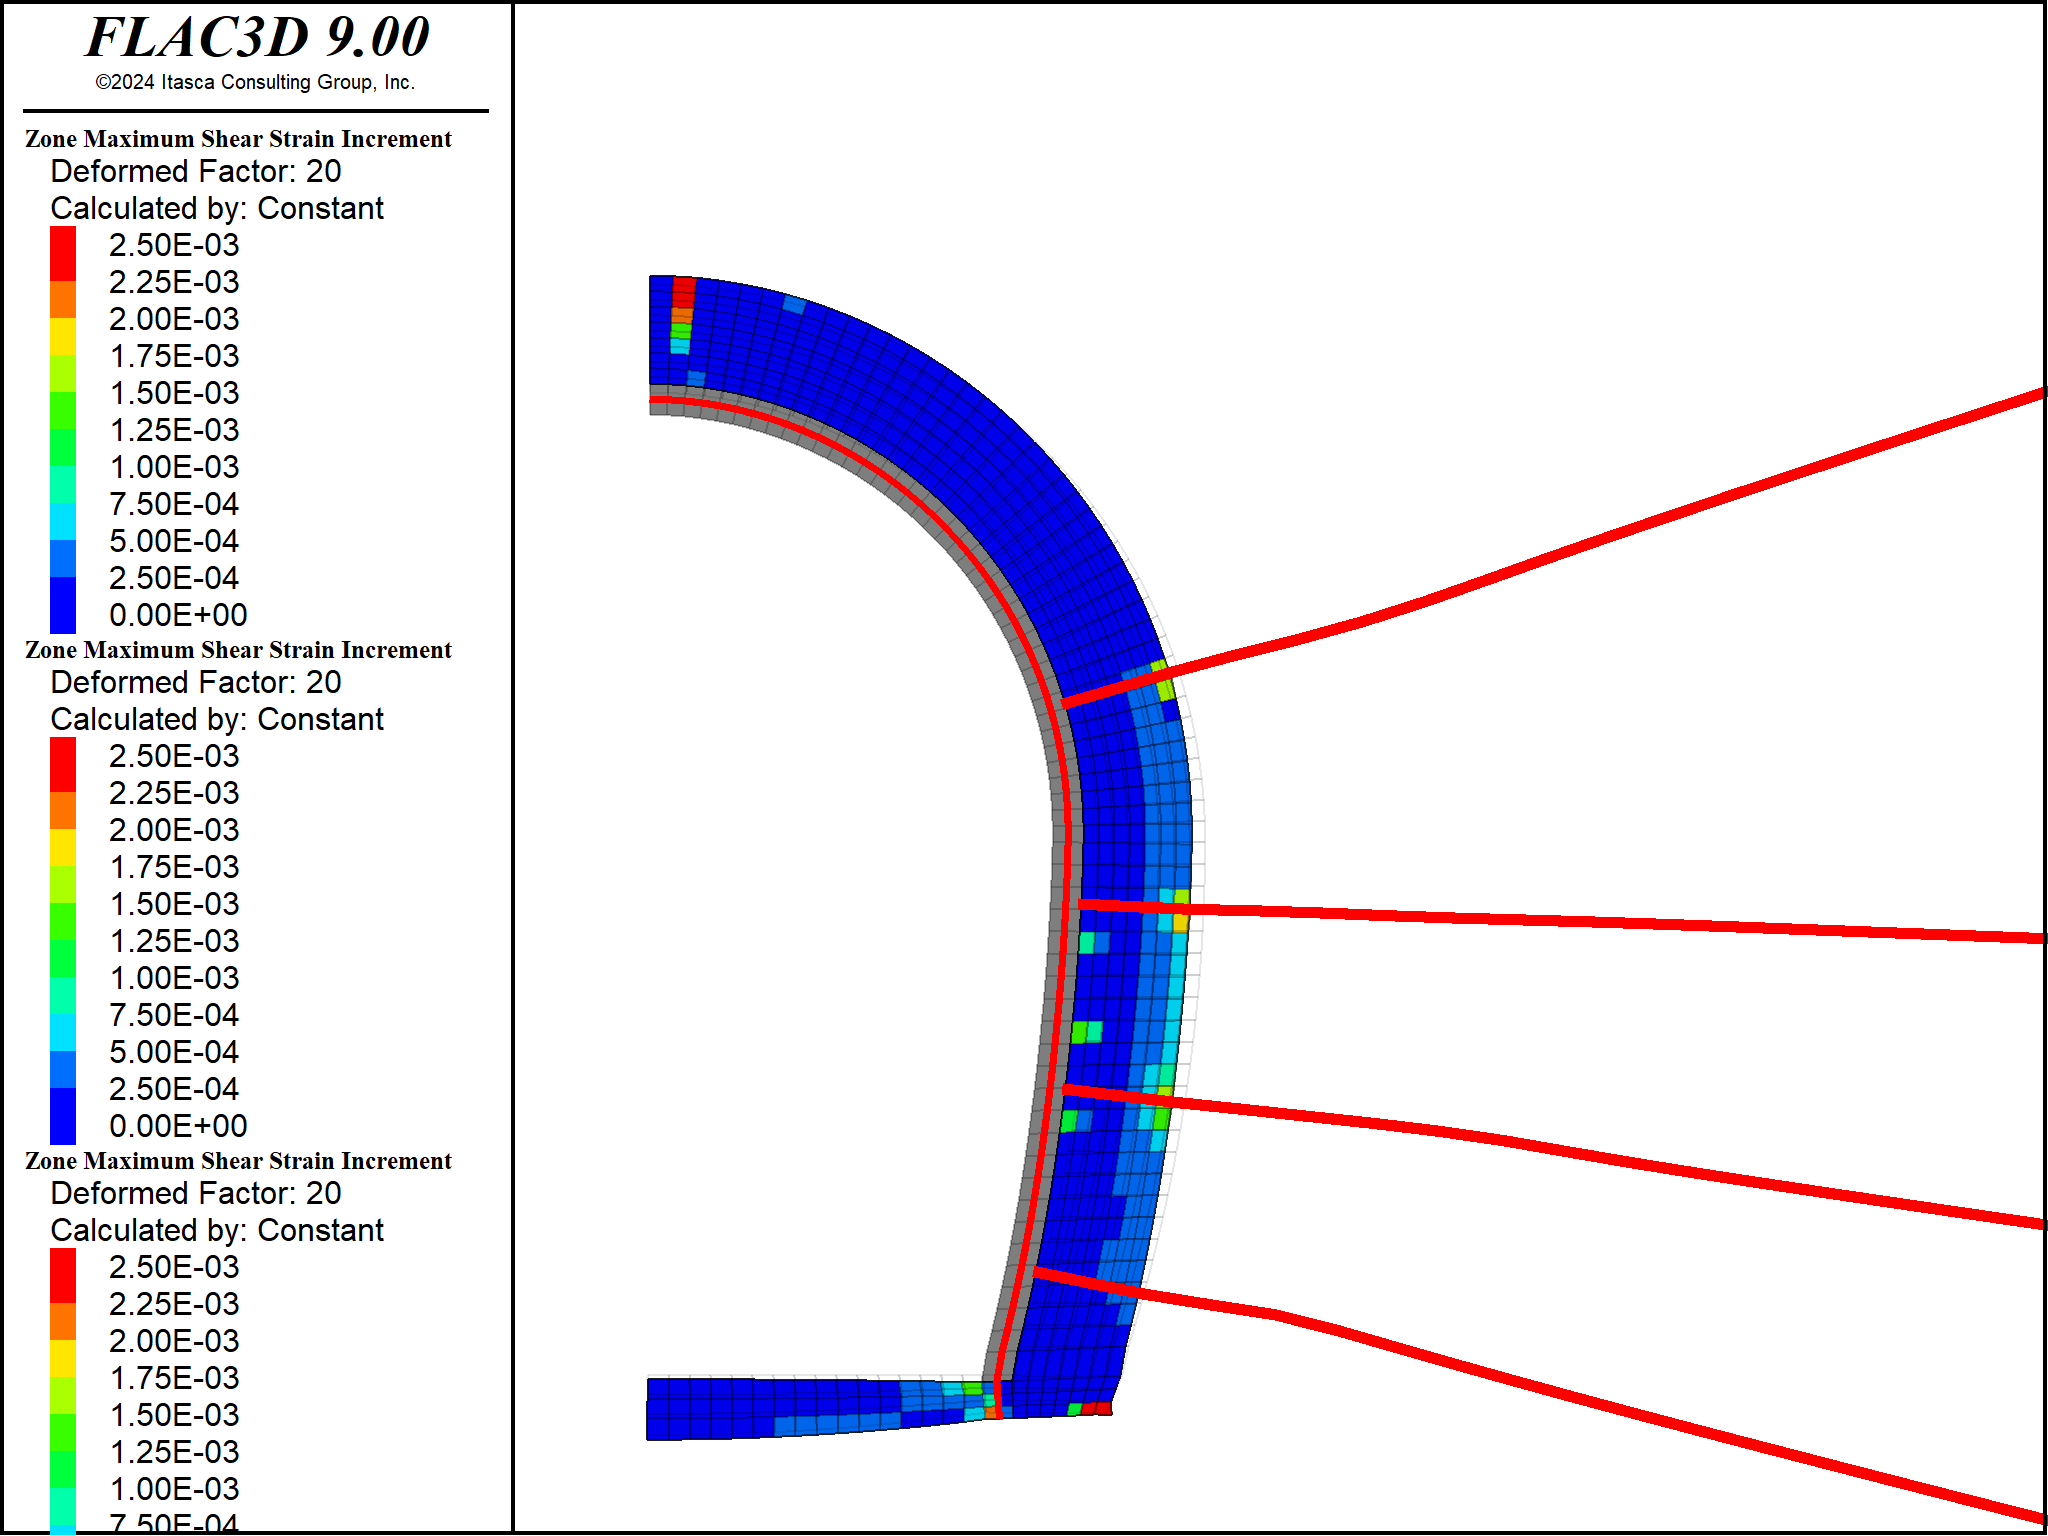 FLAC3D 9.00
©2024 Itasca Consulting Group, Inc.
Zone Maximum Shear Strain Increment
Deformed Factor: 20
Calculated by: Constant
2.50E-03
2.25E-03
2.00E-03
1.75E-03
1.50E-03
1.25E-03
1.00E-03
7.50E-04
5.00E-04
2.50E-04
0.00E+00
Zone Maximum Shear Strain Increment
Deformed Factor: 20
Calculated by: Constant
2.50E-03
2.25E-03
2.00E-03
1.75E-03
1.50E-03
1.25E-03
1.00E-03
7.50E-04
5.00E-04
2.50E-04
0.00E+00
Zone Maximum Shear Strain Increment
Deformed Factor: 20
Calculated by: Constant
2.50E-03
2.25E-03
2.00E-03
1.75E-03
1.50E-03
1.25E-03
1.00E-03
7.50E-04